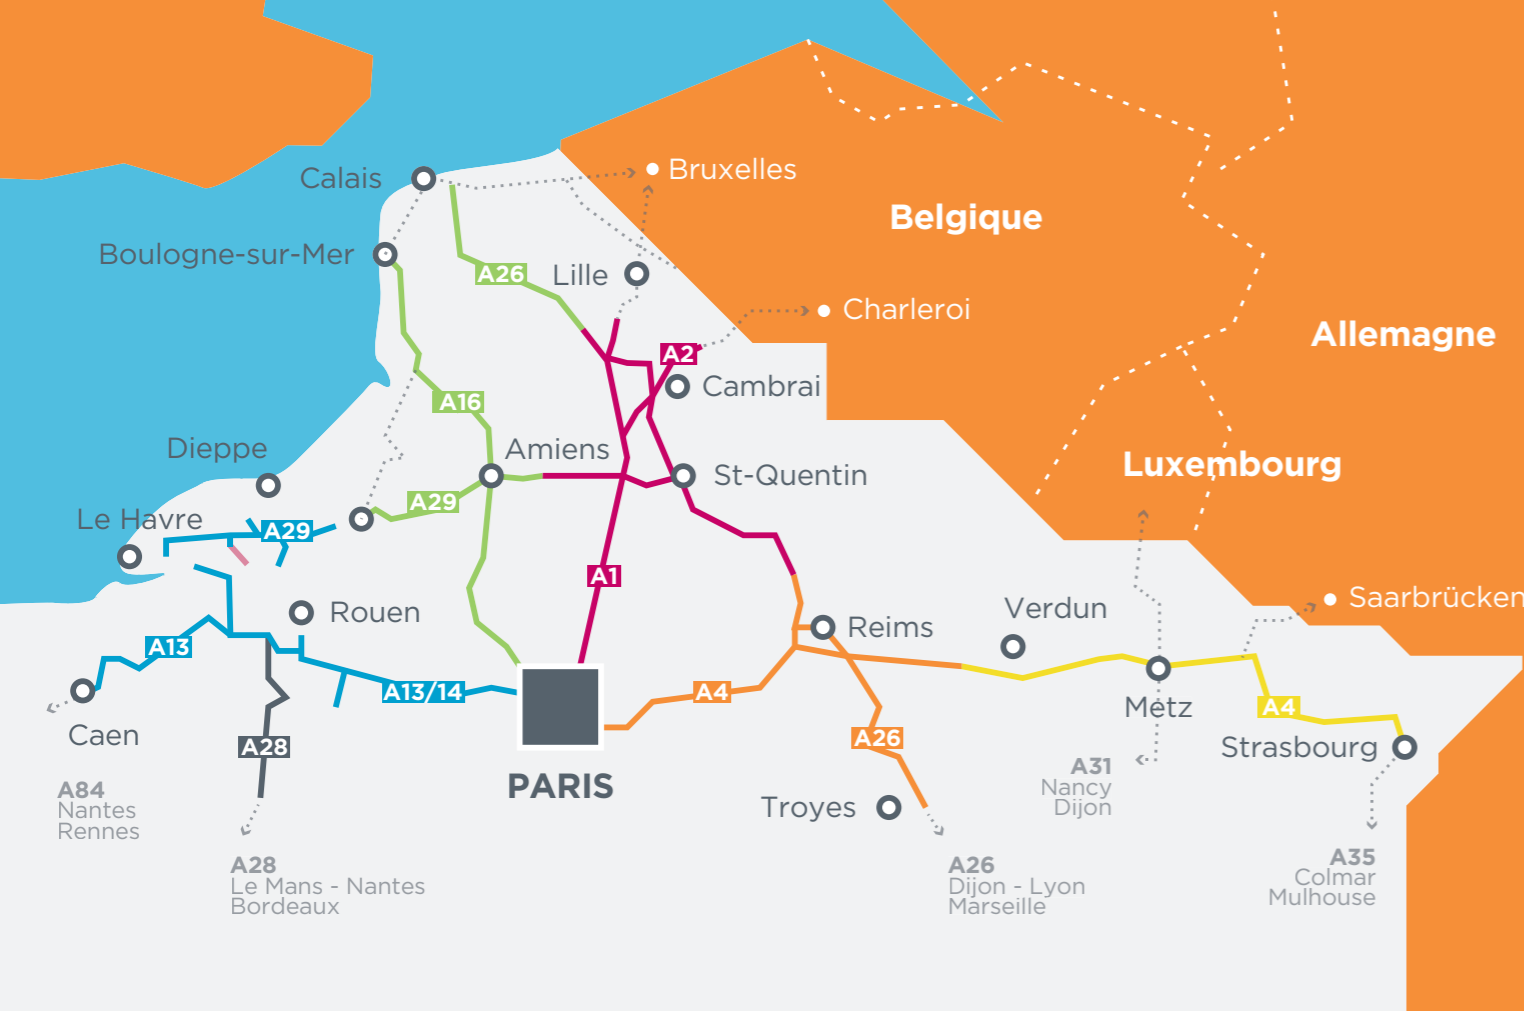 Calais
Bruxelles
Belgique
Boulogne-sur-Mer
A26
Lille
Charleroi
Allemagne
A2
Cambrai
A16
Dieppe
Amiens
Luxembourg
St-Quentin
A29
Le Havre
A29
A1
Saarbrücken
Rouen
Verdun
Reims
A13
A13/14
A4
Metz
A4
Caen
A28
A26
Strasbourg
PARIS
A31
Nancy
Dijon
A84
Nantes
Rennes
Troyes
A28
Le Mans - Nantes
Bordeaux
A26
Dijon - Lyon
Marseille
A35
Colmar
Mulhouse